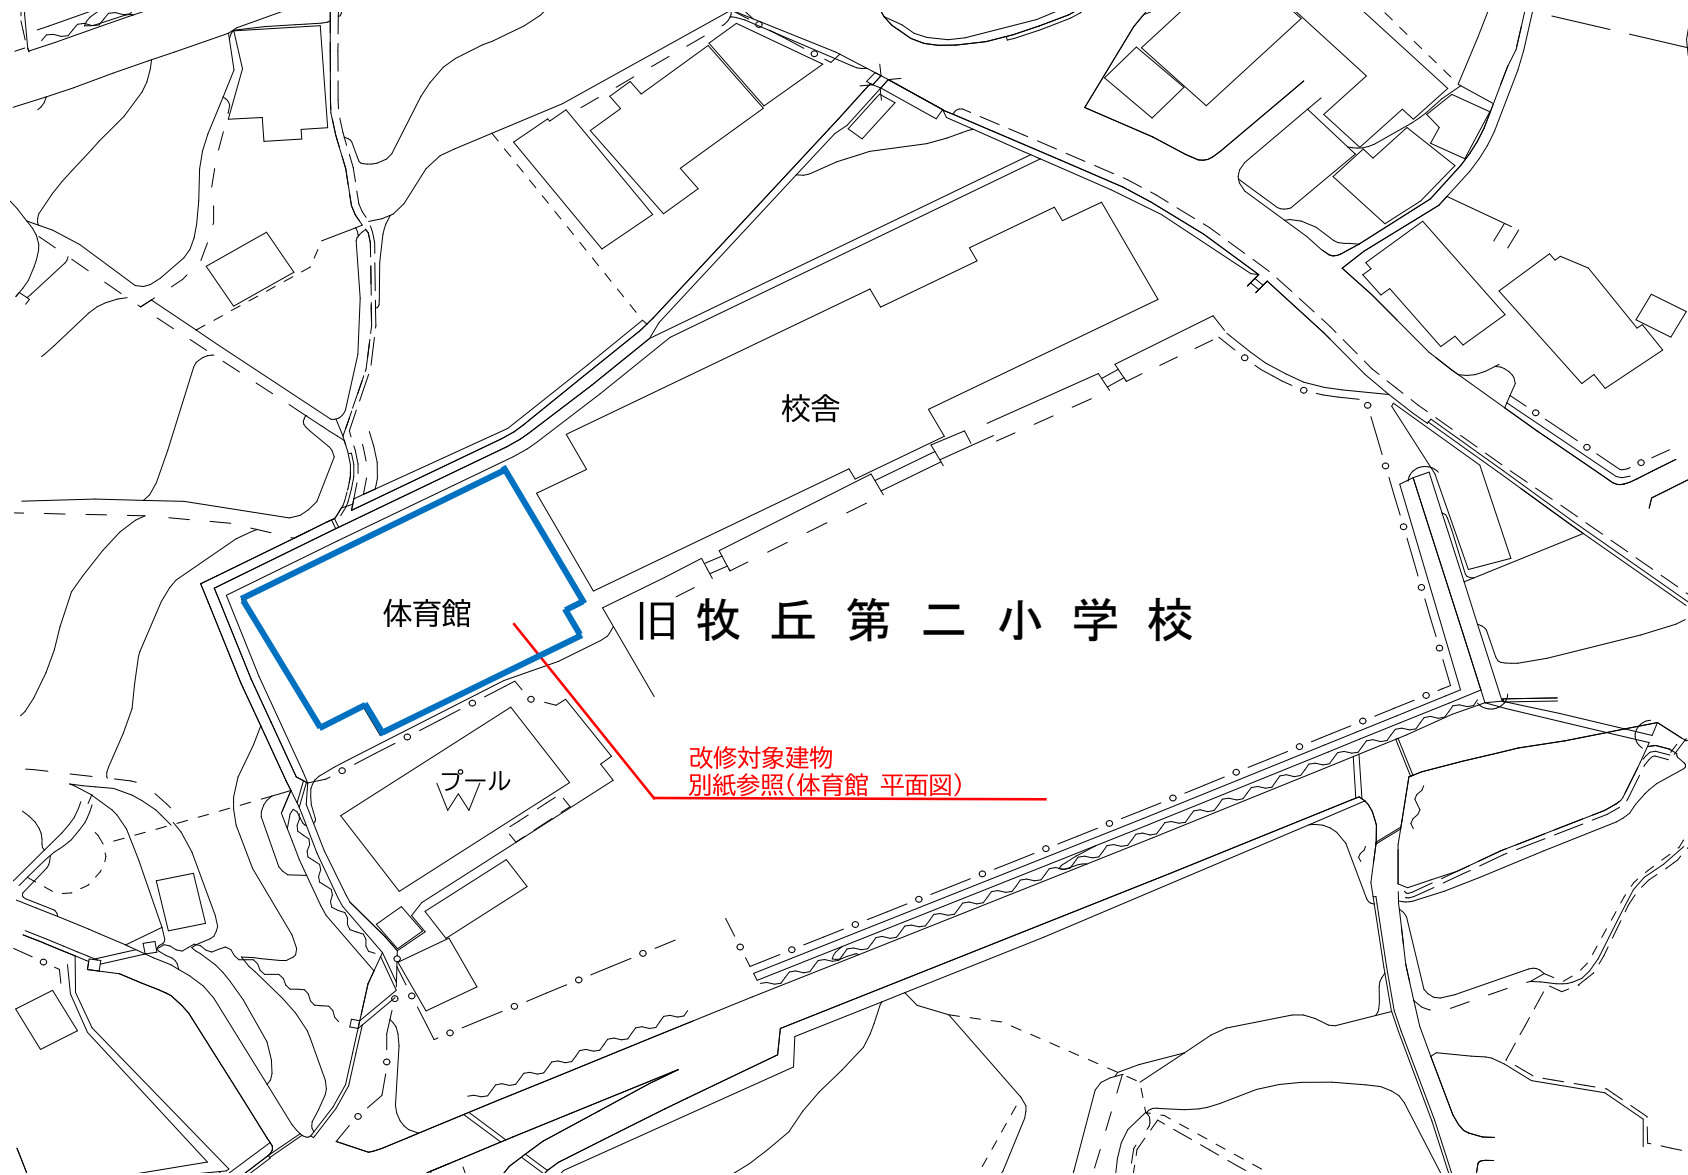 校舎
体育館
旧牧丘第二小学校
改修対象建物
別紙参照(体育館 平面図)
プール